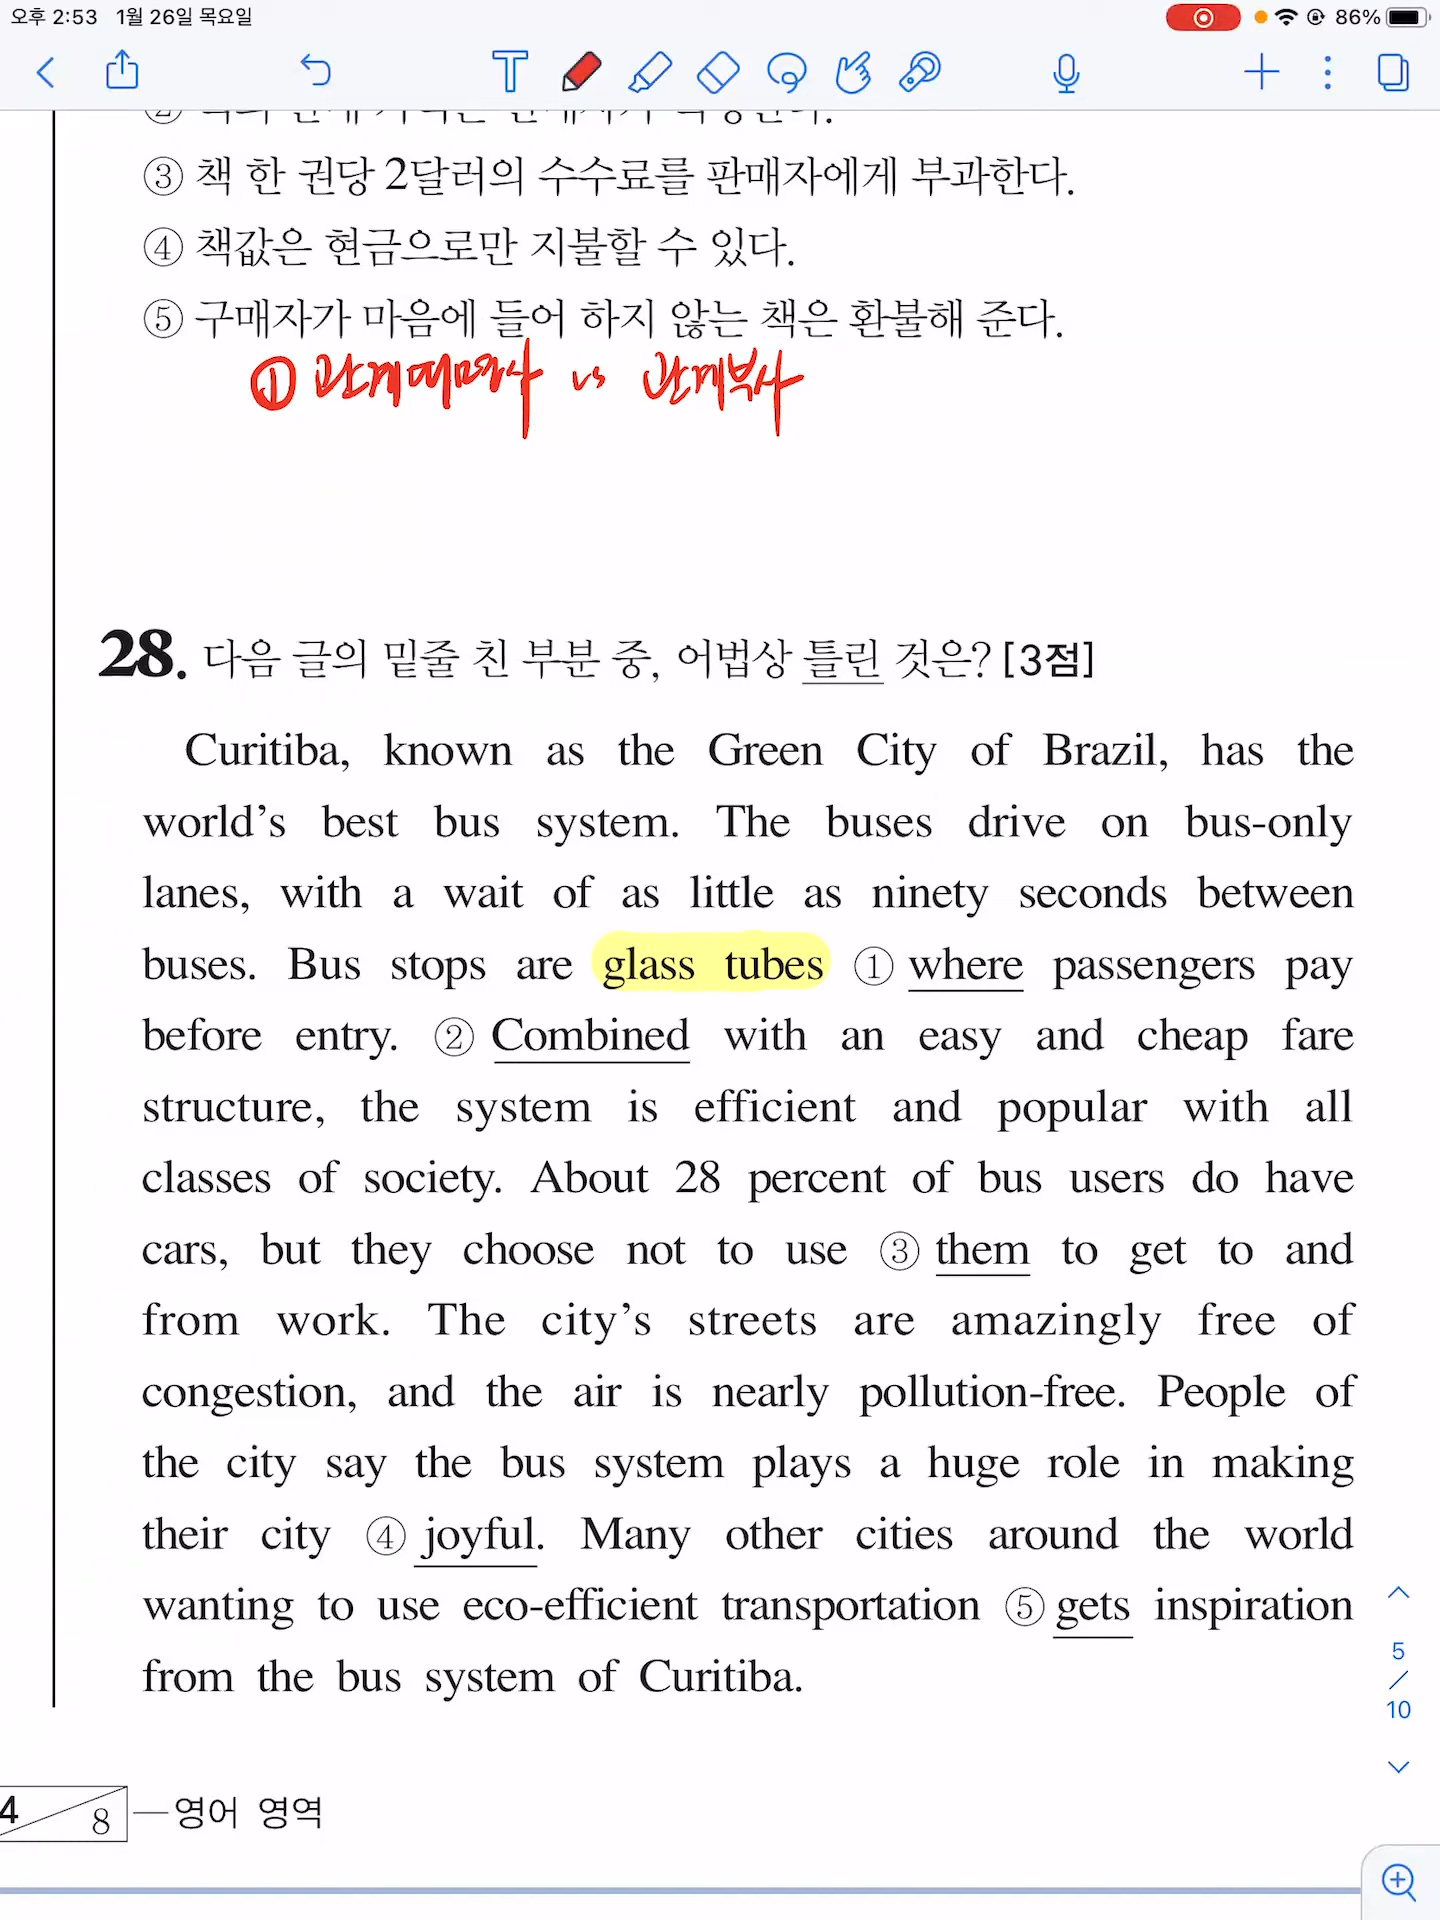 오후 2:53 1월 26일 목요일
86%
③ 책 한 권당 2달러의 수수료를 판매자에게 부과한다.
④ 책값은 현금으로만 지불할 수 있다.
⑤ 구매자가 마음에 들어 하지 않는 책은 환불해 준다.
① 관계대명사 vs 관계부사
28. 다음 글의 밑줄 친 부분 중, 어법상 틀린 것은? [3점]
Curitiba, known as the Green City of Brazil, has the
world's best bus system. The buses drive on bus-only
lanes, with a wait of as little as ninety seconds between
buses. Bus stops are glass tubes ① where passengers pay
before entry. ② Combined with an easy and cheap fare
structure, the system is efficient and popular with all
classes of society. About 28 percent of bus users do have
cars, but they choose not to use ③ them to get to and
from work. The city's streets are amazingly free of
congestion, and the air is nearly pollution-free. People of
the city say the bus system plays a huge role in making
their city ④ joyful. Many other cities around the world
wanting to use eco-efficient transportation ⑤ gets inspiration
from the bus system of Curitiba.
5
/
10
4 8 영어 영역